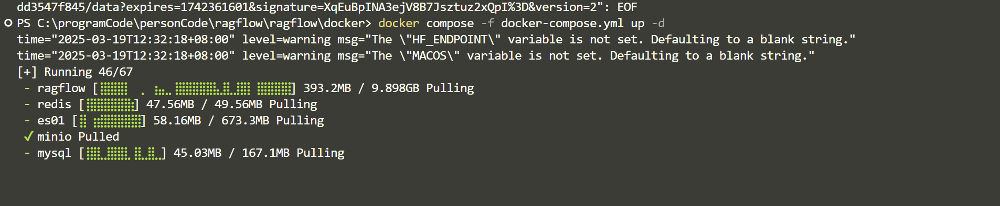 dd3547f845/data?expires=1742361601&signature=XqEuBpINA3ejV8B7Jsztuz2xQpI%3D&version=2": EOF
PS C:\programCode\personCode\ragflow\ragflow\docker> docker compose -f docker-compose.yml up -d
time="2025-03-19T12:32:18+08:00" level=warning msg="The \"HF_ENDPOINT\" variable is not set. Defaulting to a blank string."
time="2025-03-19T12:32:18+08:00" level=warning msg="The \"MACOS\" variable is not set. Defaulting to a blank string."
[+] Running 46/67
- ragflow [⣿⣿⣿⣿⠀⠀⡀⠀⣦⣀⣿⣿⣿⣿⣿⣿⣄⣿⣄⣼⣿⠀⣿⣿⣿⣿⣿] 393.2MB / 9.898GB Pulling
- redis [⣿⣿⣿⣿⣿⣿⣿] 47.56MB / 49.56MB Pulling
- es01 [⣿⠀⣶⣿⣿⣿⣿⣿⣿] 58.16MB / 673.3MB Pulling
✓ minio Pulled
- mysql [⣿⣿⣀⣿⣿⣿⡀⣿⣀⣿⣀] 45.03MB / 167.1MB Pulling